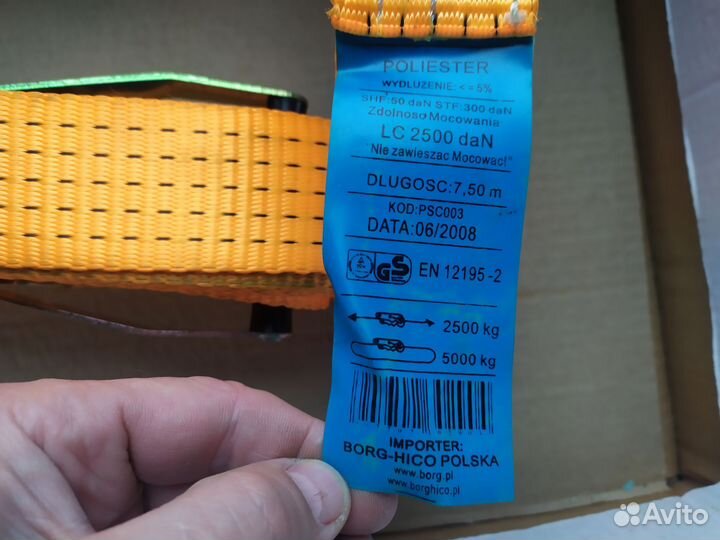 POLIESTER
WYDLUZENIE: <= 5%
SHF:50 daN STF:300 daN
Zdolnoso Mocowania
LC 2500 daN
"Nie zawieszac Mocowac!"
DLUGOSC:7,50 m
KOD:PSC003
DATA:06/2008
GS EN 12195-2
2500 kg
5000 kg
IMPORTER:
BORG-HICO POLSKA
www.borg.pl
www.borghico.pl
Avito